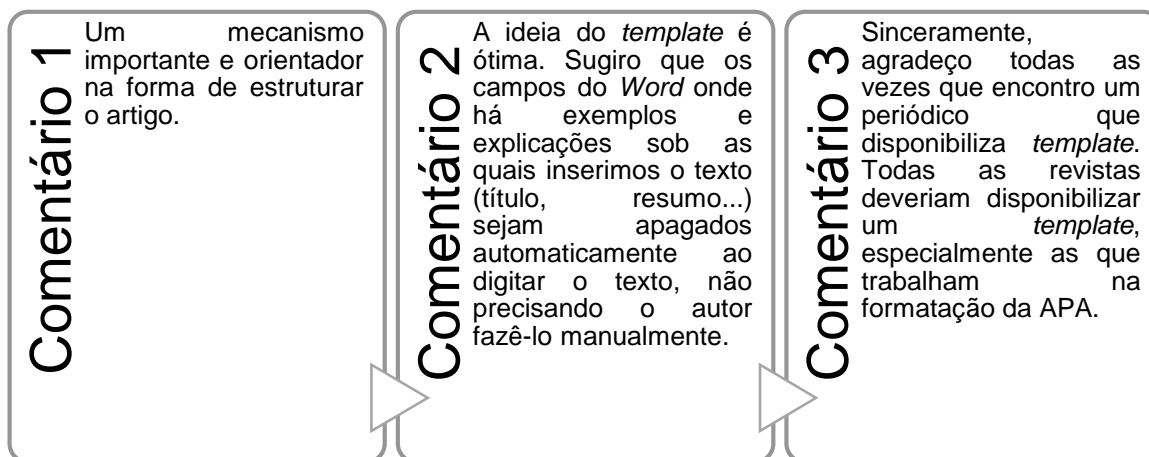 Comentário 1
Um mecanismo
importante e orientador
na forma de estruturar
o artigo.
Comentário 2
A ideia do template é
ótima. Sugiro que os
campos do Word onde
há exemplos e
explicações sob as
quais inserimos o texto
(título, resumo...)
sejam apagados
automaticamente ao
digitar o texto, não
precisando o autor
fazê-lo manualmente.
Comentário 3
Sinceramente,
agradeço todas as
vezes que encontro um
periódico que
disponibiliza template.
Todas as revistas
deveriam disponibilizar
um template,
especialmente as que
trabalham na
formatação da APA.